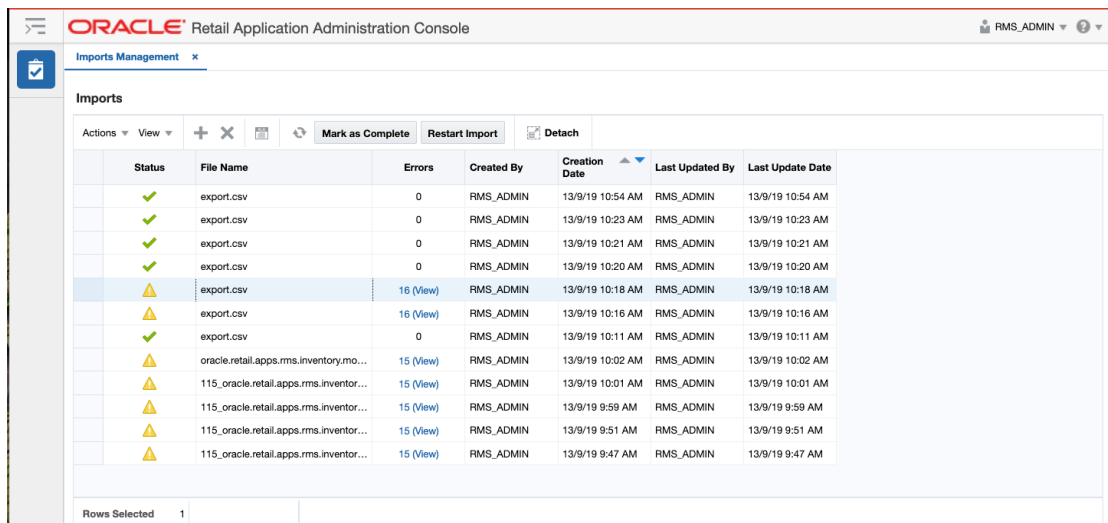 ORACLE® Retail Application Administration Console
RMS_ADMIN
Imports Management ×
Imports
Actions View Mark as Complete Restart Import Detach
Status File Name Errors Created By Creation Date Last Updated By Last Update Date
export.csv 0 RMS_ADMIN 13/9/19 10:54 AM RMS_ADMIN 13/9/19 10:54 AM
export.csv 0 RMS_ADMIN 13/9/19 10:23 AM RMS_ADMIN 13/9/19 10:23 AM
export.csv 0 RMS_ADMIN 13/9/19 10:21 AM RMS_ADMIN 13/9/19 10:21 AM
export.csv 0 RMS_ADMIN 13/9/19 10:20 AM RMS_ADMIN 13/9/19 10:20 AM
export.csv 16 (View) RMS_ADMIN 13/9/19 10:18 AM RMS_ADMIN 13/9/19 10:18 AM
export.csv 16 (View) RMS_ADMIN 13/9/19 10:16 AM RMS_ADMIN 13/9/19 10:16 AM
export.csv 0 RMS_ADMIN 13/9/19 10:11 AM RMS_ADMIN 13/9/19 10:11 AM
oracle.retail.apps.rms.inventory.mo... 15 (View) RMS_ADMIN 13/9/19 10:02 AM RMS_ADMIN 13/9/19 10:02 AM
115_oracle.retail.apps.rms.inventor... 15 (View) RMS_ADMIN 13/9/19 10:01 AM RMS_ADMIN 13/9/19 10:01 AM
115_oracle.retail.apps.rms.inventor... 15 (View) RMS_ADMIN 13/9/19 9:59 AM RMS_ADMIN 13/9/19 9:59 AM
115_oracle.retail.apps.rms.inventor... 15 (View) RMS_ADMIN 13/9/19 9:51 AM RMS_ADMIN 13/9/19 9:51 AM
115_oracle.retail.apps.rms.inventor... 15 (View) RMS_ADMIN 13/9/19 9:47 AM RMS_ADMIN 13/9/19 9:47 AM
Rows Selected 1